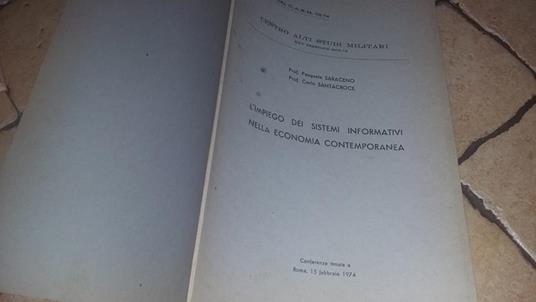 CENTRO ALTI STUDI MILITARI
Prof. Pasquale SARACENO
Prof. Carlo SANTACROCE
L'IMPIEGO DEI SISTEMI INFORMATIVI
NELLA ECONOMIA CONTEMPORANEA
Conferenza tenuta a
Roma, 15 febbraio 1974